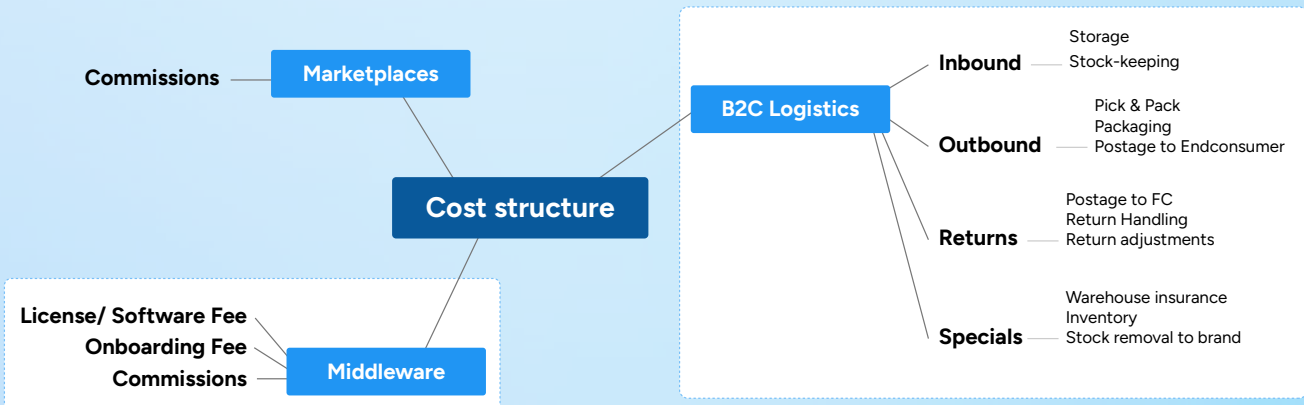 Commissions
Marketplaces
Cost structure
License/ Software Fee
Onboarding Fee
Commissions
Middleware
B2C Logistics
Inbound
Storage
Stock-keeping
Outbound
Pick & Pack
Packaging
Postage to Endconsumer
Returns
Postage to FC
Return Handling
Return adjustments
Specials
Warehouse insurance
Inventory
Stock removal to brand